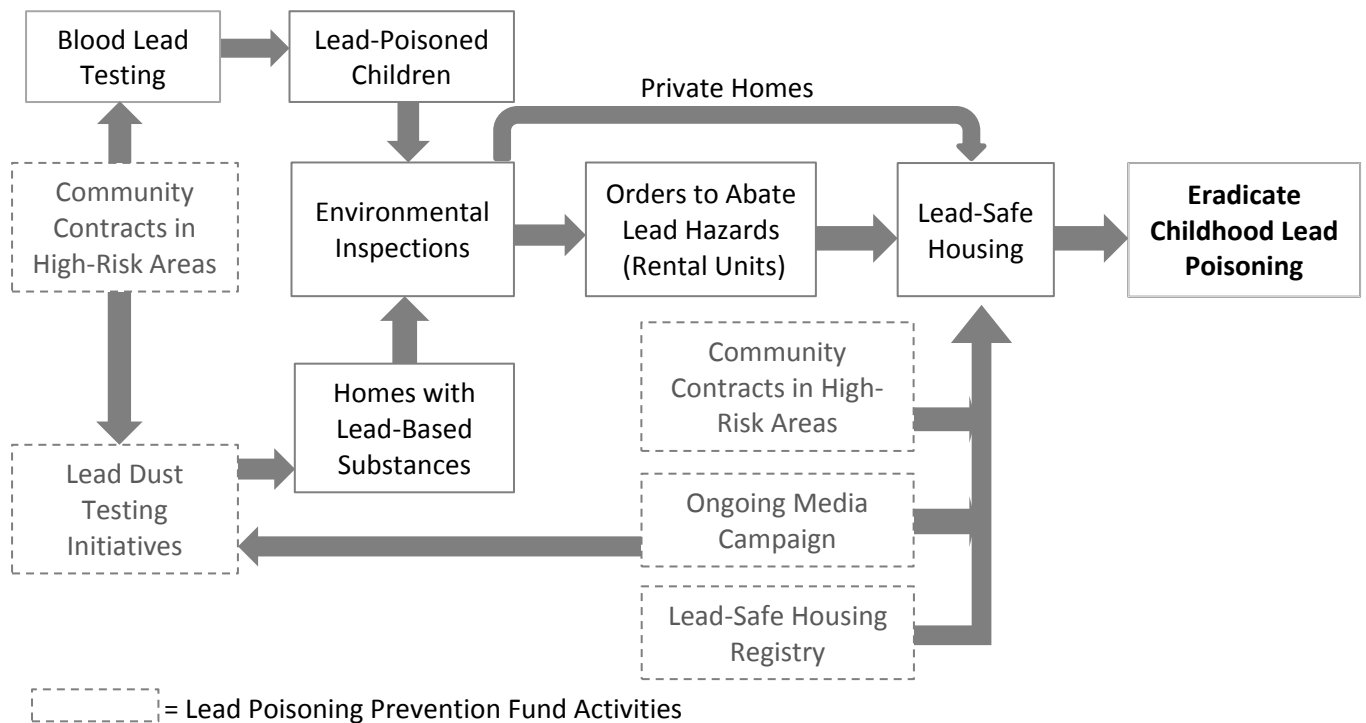 Blood Lead
Testing
Lead-Poisoned
Children
Private Homes
Community
Contracts in
High-Risk Areas
Environmental
Inspections
Orders to Abate
Lead Hazards
(Rental Units)
Lead-Safe
Housing
Eradicate
Childhood Lead
Poisoning
Homes with
Lead-Based
Substances
Community
Contracts in High-
Risk Areas
Lead Dust
Testing
Initiatives
Ongoing Media
Campaign
Lead-Safe Housing
Registry
= Lead Poisoning Prevention Fund Activities